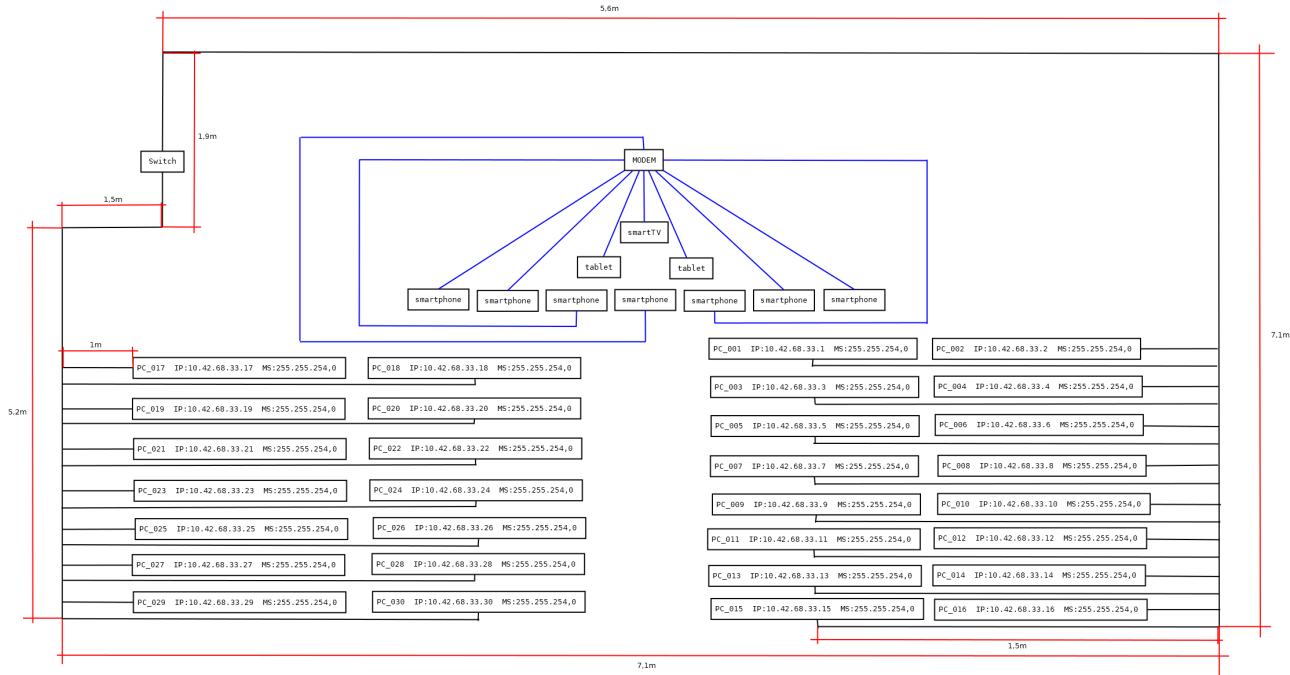 5,6m
1,9m
Switch
MODEM
1,5m
smartTV
tablet
tablet
smartphone
smartphone
smartphone
smartphone
smartphone
smartphone
smartphone
7,1m
1m
PC_001 IP:10.42.68.33.1 MS:255.255.254,0
PC_002 IP:10.42.68.33.2 MS:255.255.254,0
PC_017 IP:10.42.68.33.17 MS:255.255.254,0
PC_018 IP:10.42.68.33.18 MS:255.255.254,0
PC_003 IP:10.42.68.33.3 MS:255.255.254,0
PC_004 IP:10.42.68.33.4 MS:255.255.254,0
5,2m
PC_019 IP:10.42.68.33.19 MS:255.255.254,0
PC_020 IP:10.42.68.33.20 MS:255.255.254,0
PC_005 IP:10.42.68.33.5 MS:255.255.254,0
PC_006 IP:10.42.68.33.6 MS:255.255.254,0
PC_021 IP:10.42.68.33.21 MS:255.255.254,0
PC_022 IP:10.42.68.33.22 MS:255.255.254,0
PC_007 IP:10.42.68.33.7 MS:255.255.254,0
PC_008 IP:10.42.68.33.8 MS:255.255.254,0
PC_023 IP:10.42.68.33.23 MS:255.255.254,0
PC_024 IP:10.42.68.33.24 MS:255.255.254,0
PC_009 IP:10.42.68.33.9 MS:255.255.254,0
PC_010 IP:10.42.68.33.10 MS:255.255.254,0
PC_025 IP:10.42.68.33.25 MS:255.255.254,0
PC_026 IP:10.42.68.33.26 MS:255.255.254,0
PC_011 IP:10.42.68.33.11 MS:255.255.254,0
PC_012 IP:10.42.68.33.12 MS:255.255.254,0
PC_027 IP:10.42.68.33.27 MS:255.255.254,0
PC_028 IP:10.42.68.33.28 MS:255.255.254,0
PC_013 IP:10.42.68.33.13 MS:255.255.254,0
PC_014 IP:10.42.68.33.14 MS:255.255.254,0
PC_029 IP:10.42.68.33.29 MS:255.255.254,0
PC_030 IP:10.42.68.33.30 MS:255.255.254,0
PC_015 IP:10.42.68.33.15 MS:255.255.254,0
PC_016 IP:10.42.68.33.16 MS:255.255.254,0
1,5m
7,1m